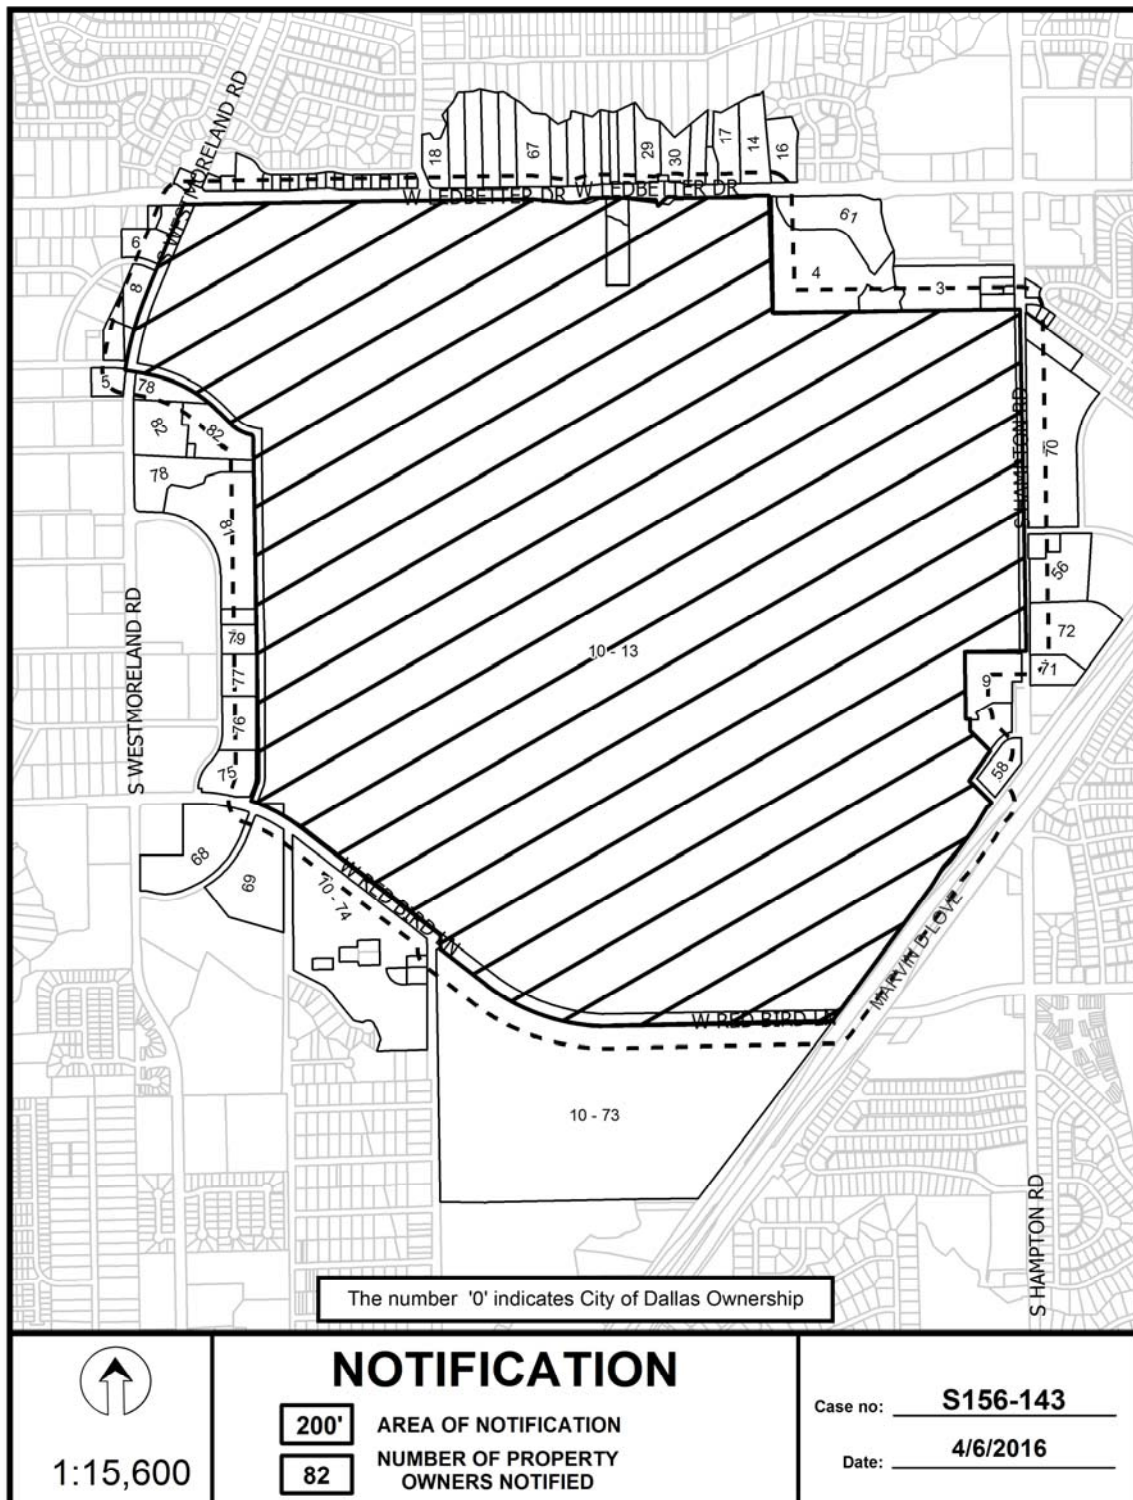 S WESTMORELAND RD
18
67
29
30
17
14
16
W LEDBETTER DR
W LEDBETTER DR
6
8
61
4
3
5
78
82
82
78
81
S HAMPTON RD
70
56
79
77
76
75
10 - 13
72
71
9
58
S WESTMORELAND RD
68
69
10 - 74
W RED BIRD LN
MARVIN D LOVE
W RED BIRD LN
10 - 73
S HAMPTON RD
The number '0' indicates City of Dallas Ownership
1:15,600
NOTIFICATION
200' AREA OF NOTIFICATION
82 NUMBER OF PROPERTY
OWNERS NOTIFIED
Case no: S156-143
Date: 4/6/2016